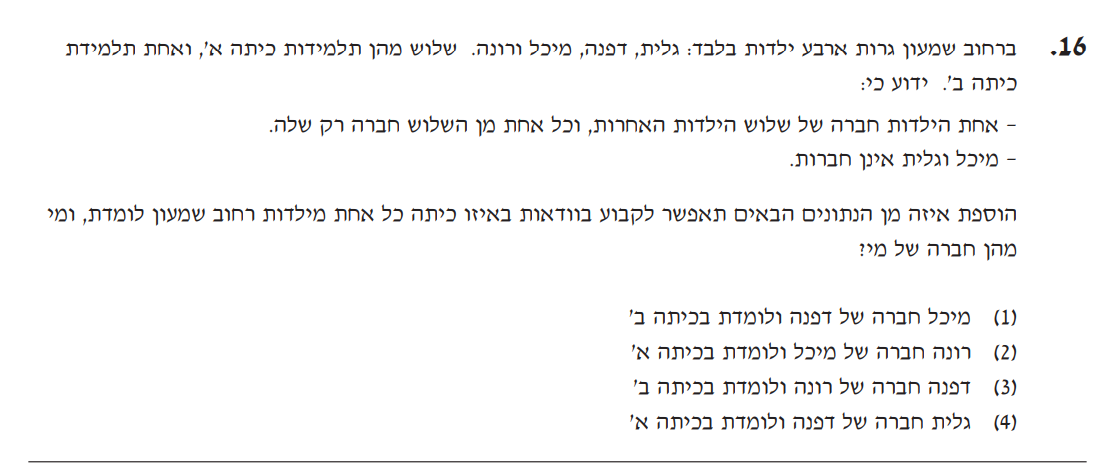 16. ברחוב שמעון גרות ארבע ילדות בלבד: גלית, דפנה, מיכל ורונה. שלוש מהן תלמידות כיתה א', ואחת תלמידת
כיתה ב'. ידוע כי:
– אחת הילדות חברה של שלוש הילדות האחרות, וכל אחת מן השלוש חברה רק שלה.
– מיכל וגלית אינן חברות.
הוספת איזה מן הנתונים הבאים תאפשר לקבוע בוודאות באיזו כיתה כל אחת מילדות רחוב שמעון לומדת, ומי
מהן חברה של מי?
(1) מיכל חברה של דפנה ולומדת בכיתה ב'
(2) רונה חברה של מיכל ולומדת בכיתה א'
(3) דפנה חברה של רונה ולומדת בכיתה ב'
(4) גלית חברה של דפנה ולומדת בכיתה א'